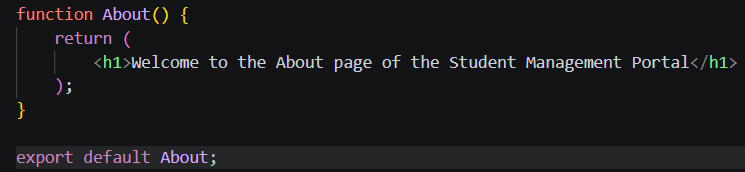 function About() {
    return (
        <h1>Welcome to the About page of the Student Management Portal</h1>
    );
}

export default About;